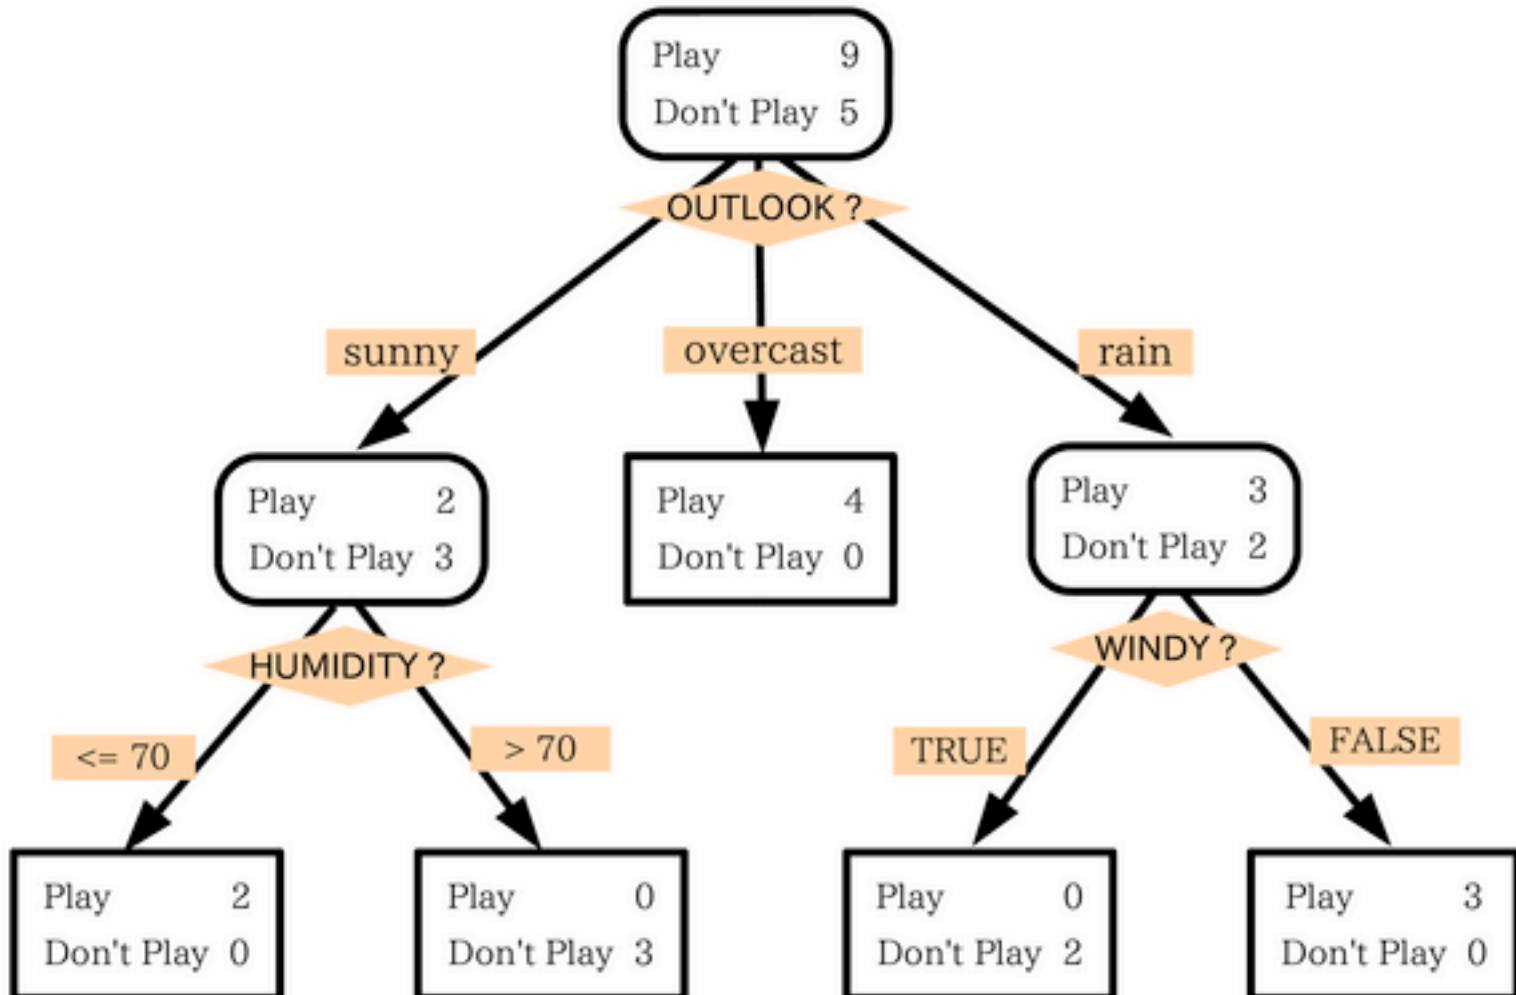 Play 9
Don't Play 5
OUTLOOK ?
sunny
overcast
rain
Play 2
Don't Play 3
Play 4
Don't Play 0
Play 3
Don't Play 2
HUMIDITY ?
WINDY ?
<= 70
> 70
TRUE
FALSE
Play 2
Don't Play 0
Play 0
Don't Play 3
Play 0
Don't Play 2
Play 3
Don't Play 0